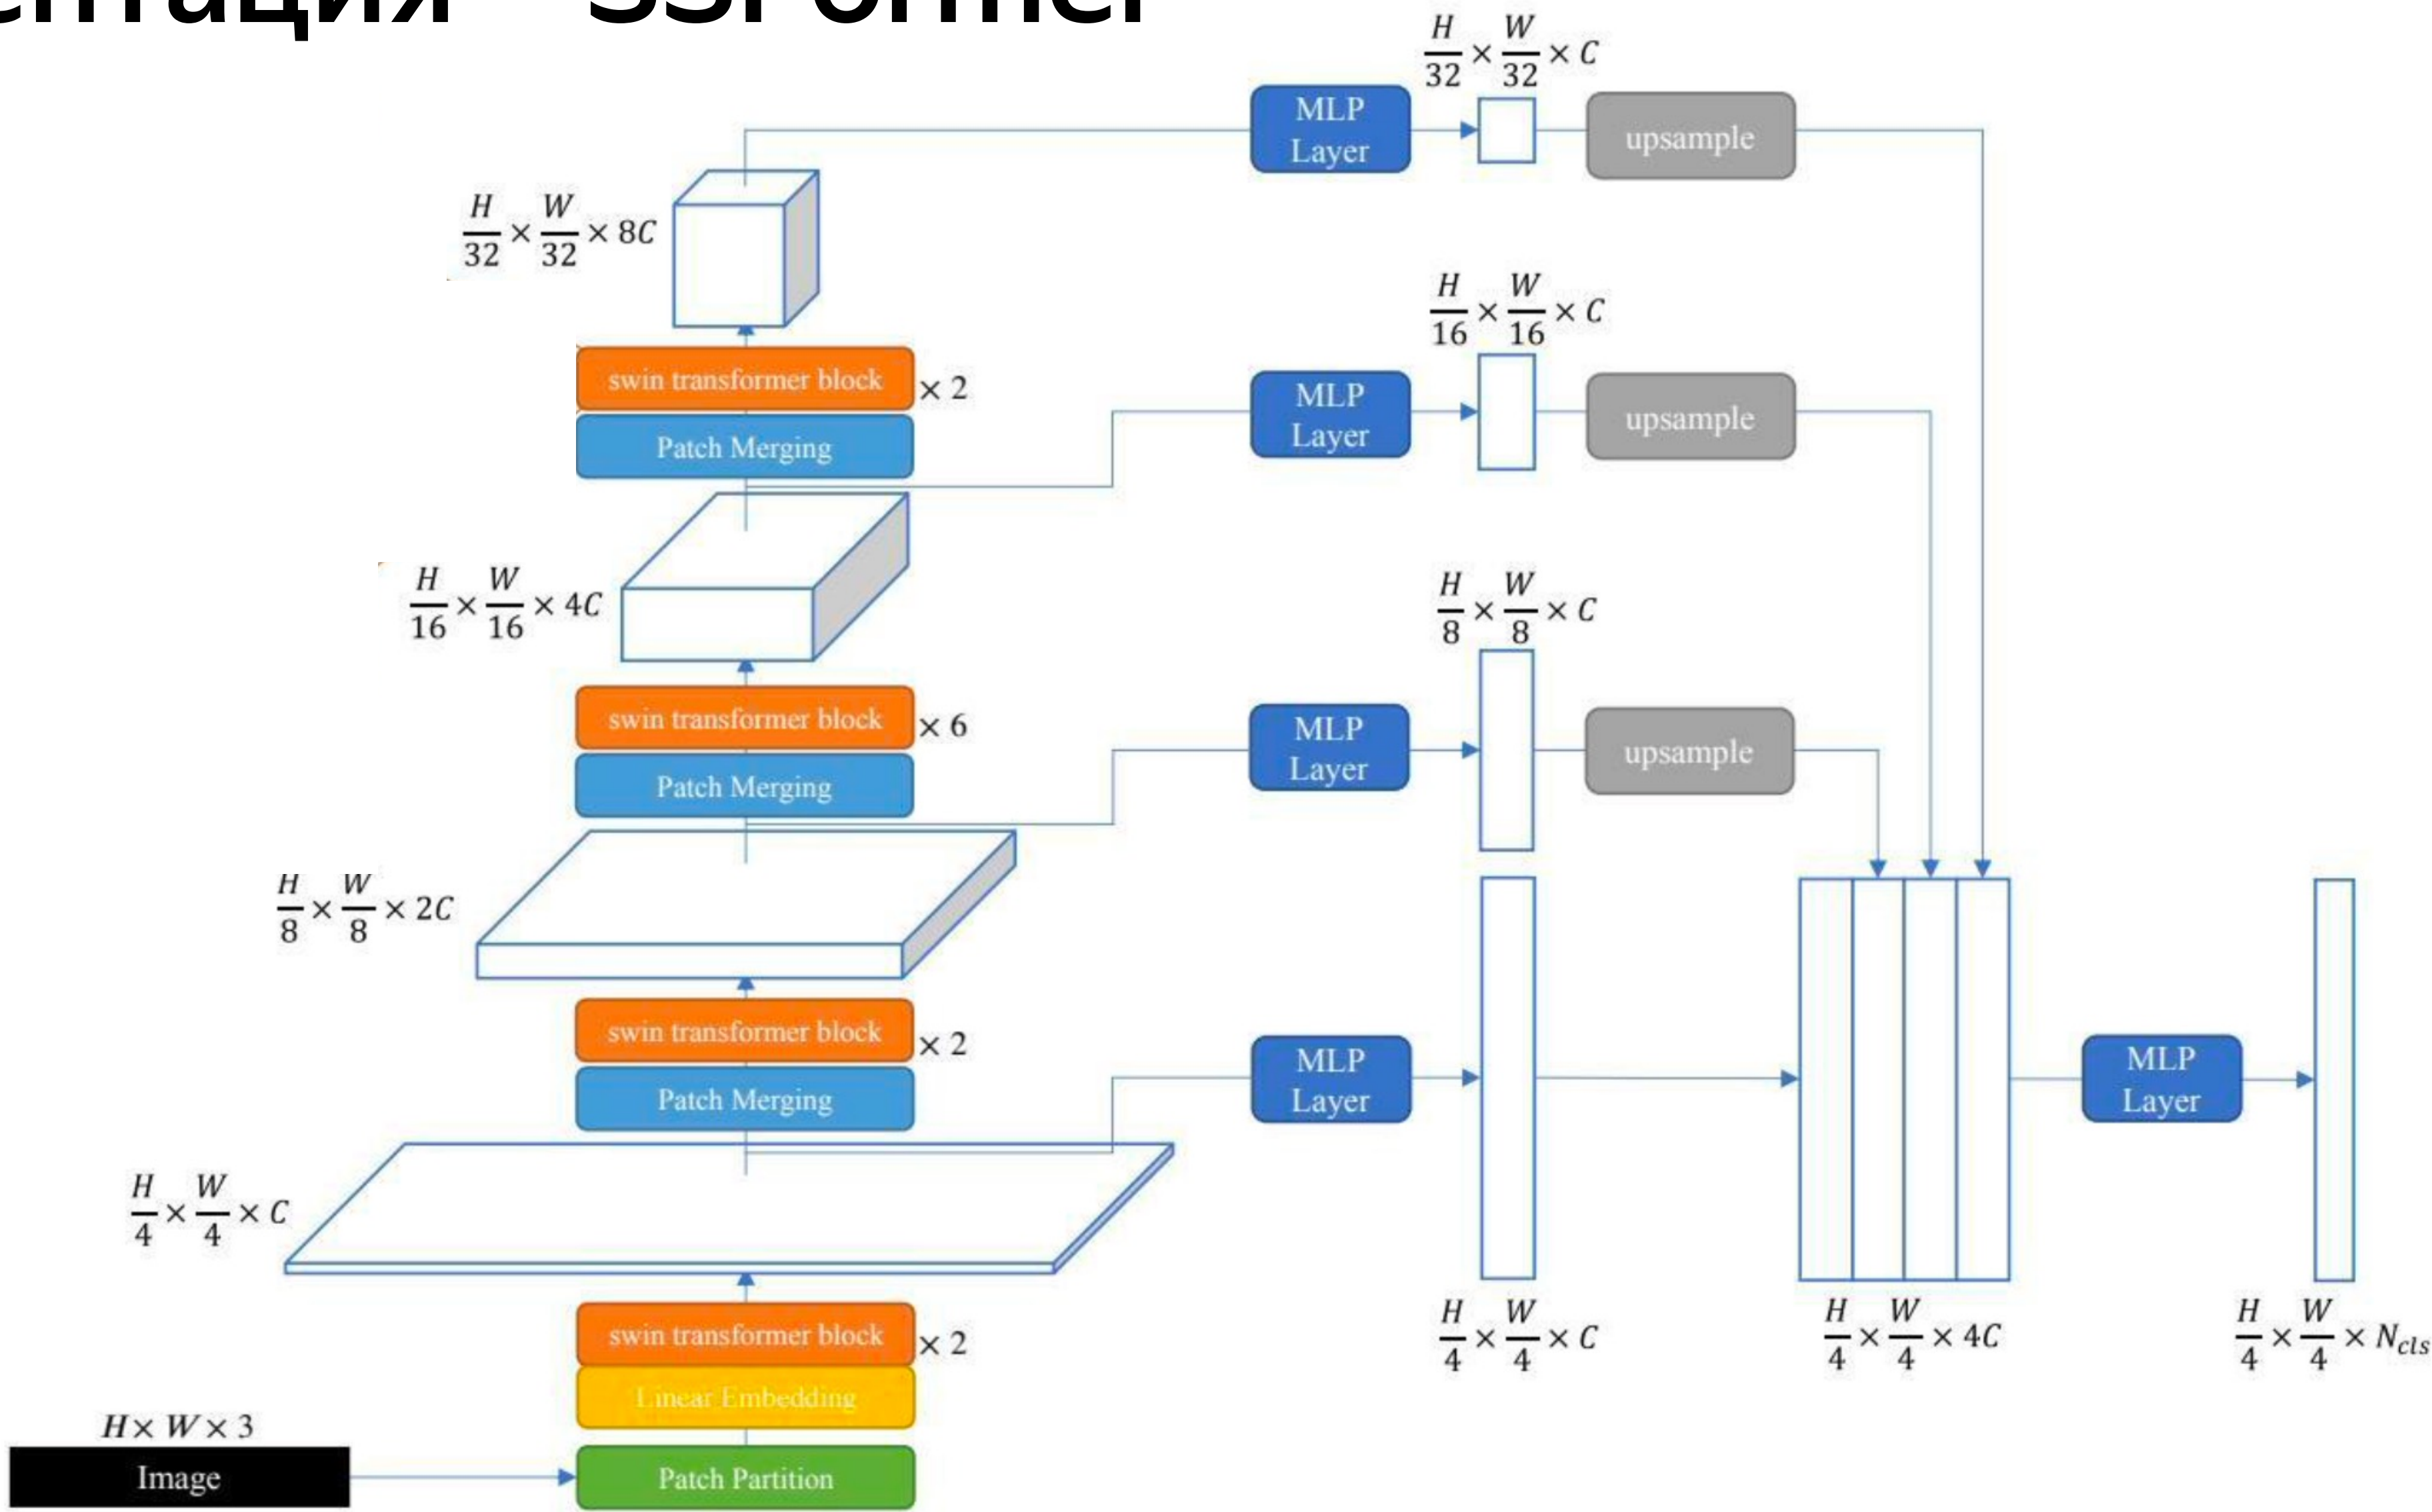 SSFormer
H/32 × W/32 × C
MLP
Layer
upsample
H/32 × W/32 × 8C
swin transformer block × 2
Patch Merging
H/16 × W/16 × C
MLP
Layer
upsample
H/16 × W/16 × 4C
swin transformer block × 6
Patch Merging
H/8 × W/8 × C
MLP
Layer
upsample
H/8 × W/8 × 2C
swin transformer block × 2
Patch Merging
MLP
Layer
MLP
Layer
H/4 × W/4 × C
H/4 × W/4 × C
H/4 × W/4 × 4C
H/4 × W/4 × N_cls
swin transformer block × 2
Linear Embedding
H × W × 3
Image
Patch Partition